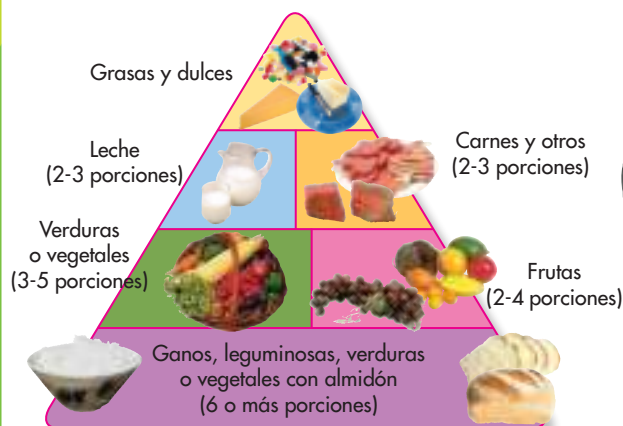 Grasas y dulces
Leche
(2-3 porciones)
Carnes y otros
(2-3 porciones)
Verduras
o vegetales
(3-5 porciones)
Frutas
(2-4 porciones)
Ganos, leguminosas, verduras
o vegetales con almidón
(6 o más porciones)